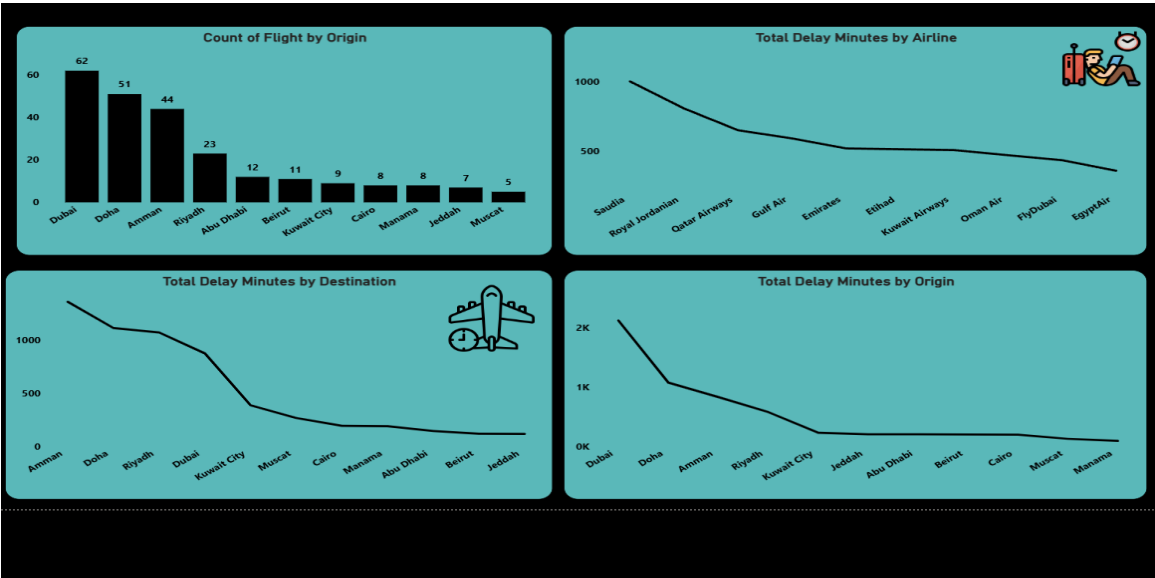 Count of Flight by Origin
60
40
20
0
62
51
44
23
12
11
9
8
8
7
5
Dubai
Doha
Amman
Riyadh
Abu Dhabi
Beirut
Kuwait City
Cairo
Manama
Jeddah
Muscat
Total Delay Minutes by Airline
1000
500
Saudia
Royal Jordanian
Qatar Airways
Gulf Air
Emirates
Etihad
Kuwait Airways
Oman Air
FlyDubai
EgyptAir
Total Delay Minutes by Destination
1000
500
0
Amman
Doha
Riyadh
Dubai
Kuwait City
Muscat
Cairo
Manama
Abu Dhabi
Beirut
Jeddah
Total Delay Minutes by Origin
2K
1K
0K
Dubai
Doha
Amman
Riyadh
Kuwait City
Jeddah
Abu Dhabi
Beirut
Cairo
Muscat
Manama